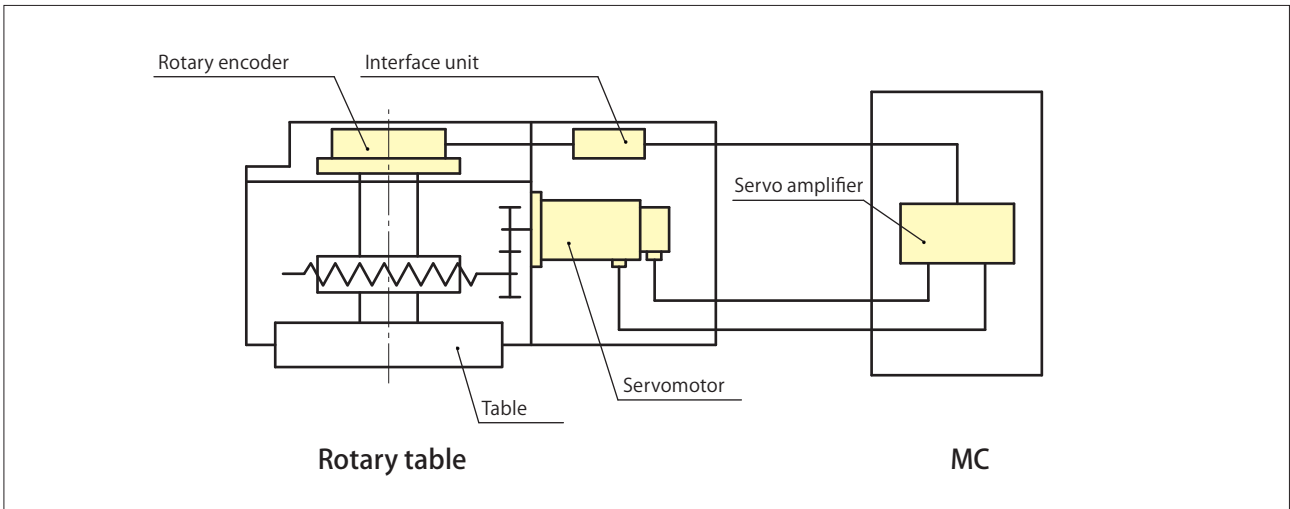 Rotary encoder
Interface unit
Servo amplifier
Servomotor
Table
Rotary table
MC